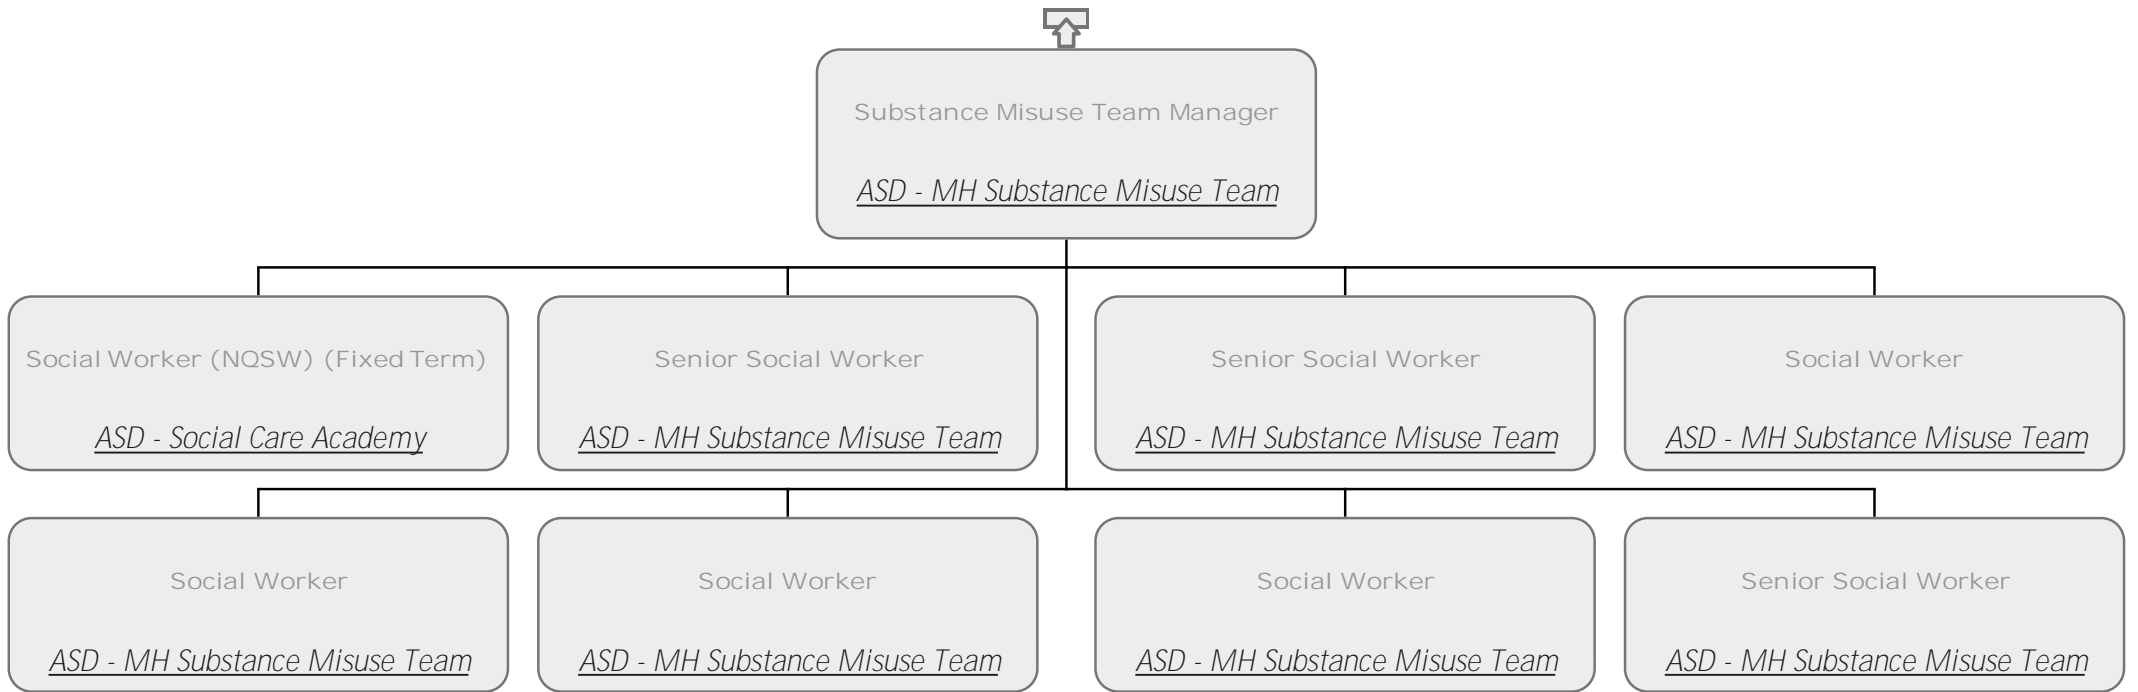 Substance Misuse Team Manager
ASD - MH Substance Misuse Team
Social Worker (NQSW) (Fixed Term)
ASD - Social Care Academy
Senior Social Worker
ASD - MH Substance Misuse Team
Senior Social Worker
ASD - MH Substance Misuse Team
Social Worker
ASD - MH Substance Misuse Team
Social Worker
ASD - MH Substance Misuse Team
Social Worker
ASD - MH Substance Misuse Team
Social Worker
ASD - MH Substance Misuse Team
Senior Social Worker
ASD - MH Substance Misuse Team